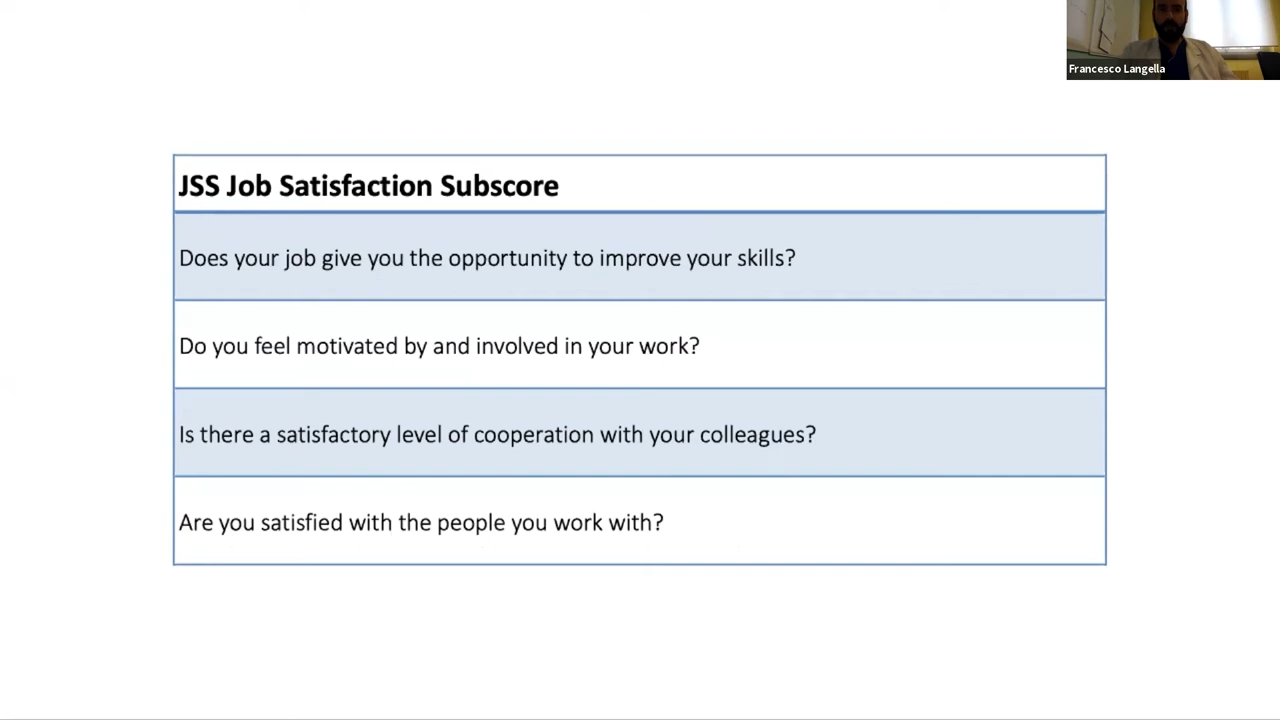 Francesco Langella
JSS Job Satisfaction Subscore
Does your job give you the opportunity to improve your skills?
Do you feel motivated by and involved in your work?
Is there a satisfactory level of cooperation with your colleagues?
Are you satisfied with the people you work with?